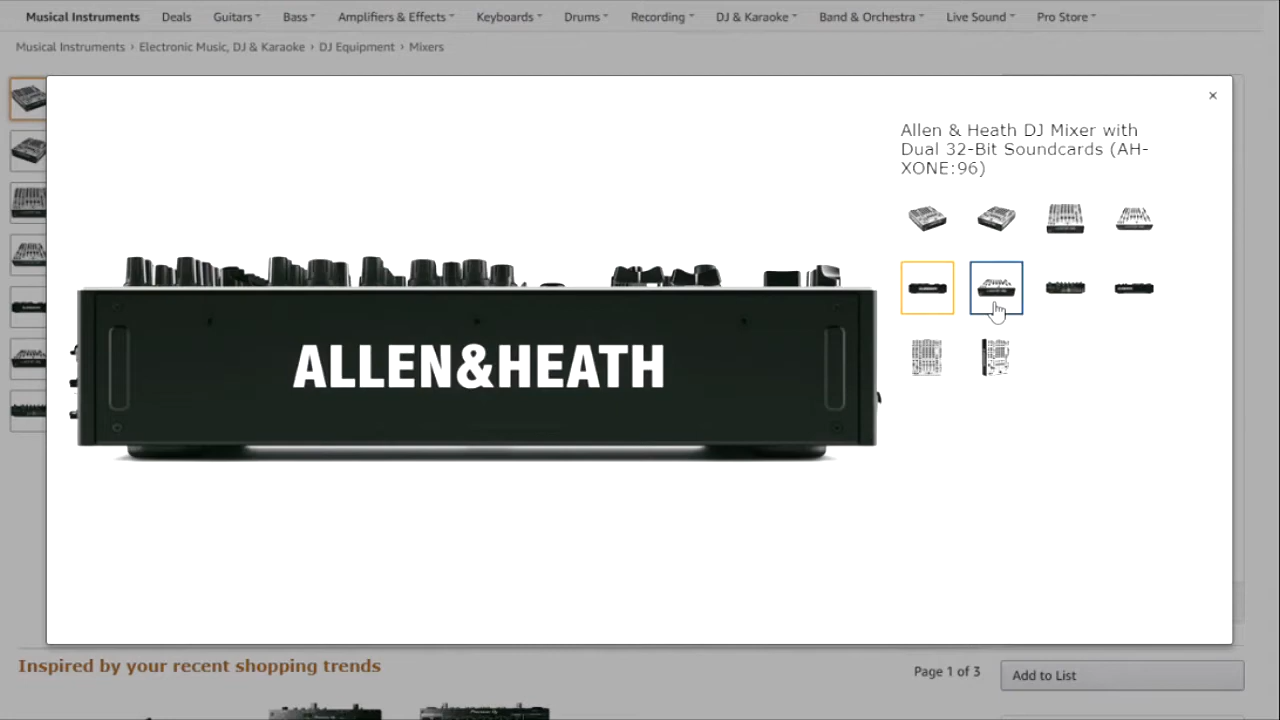 Musical Instruments Deals Guitars Bass Amplifiers & Effects Keyboards Drums Recording DJ & Karaoke Band & Orchestra Live Sound Pro Store
Musical Instruments › Electronic Music, DJ & Karaoke › DJ Equipment › Mixers
×
Allen & Heath DJ Mixer with
Dual 32-Bit Soundcards (AH-
XONE:96)
ALLEN&HEATH
Inspired by your recent shopping trends
Page 1 of 3
Add to List